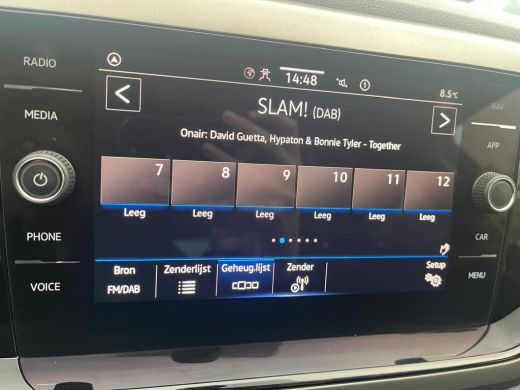 RADIO
MEDIA
PHONE
VOICE
14:48
8.5°C
SLAM! (DAB)
Onair: David Guetta, Hypaton & Bonnie Tyler - Together
7 8 9 10 11 12
Leeg Leeg Leeg Leeg Leeg Leeg
Bron Zenderlijst Geheug.lijst Zender Setup
FM/DAB
NAV
APP
CAR
MENU